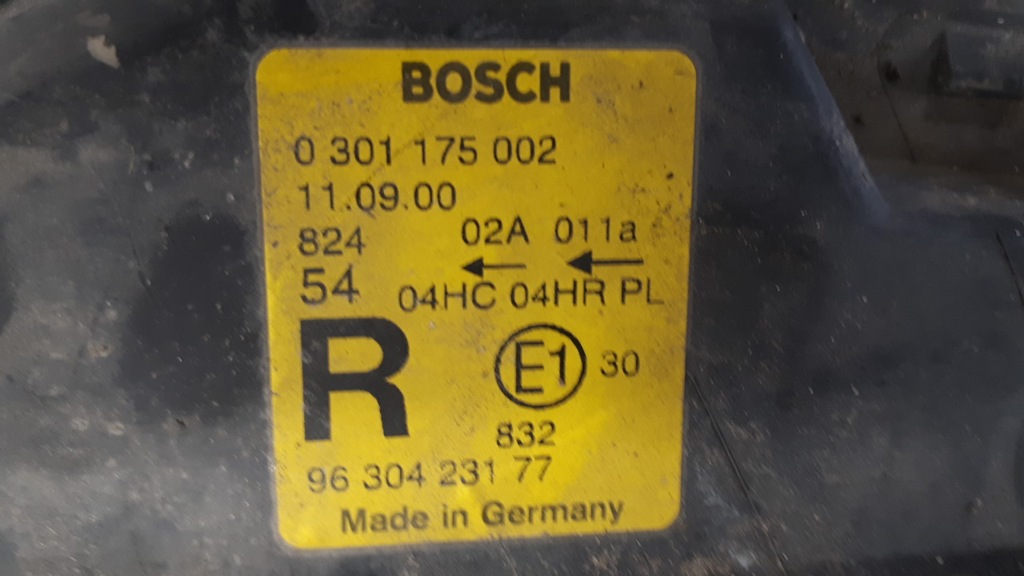 BOSCH
0 301 175 002
11.09.00
824 02A 011a
54 04HC 04HR PL
R E1 30
832
96 304 231 77
Made in Germany